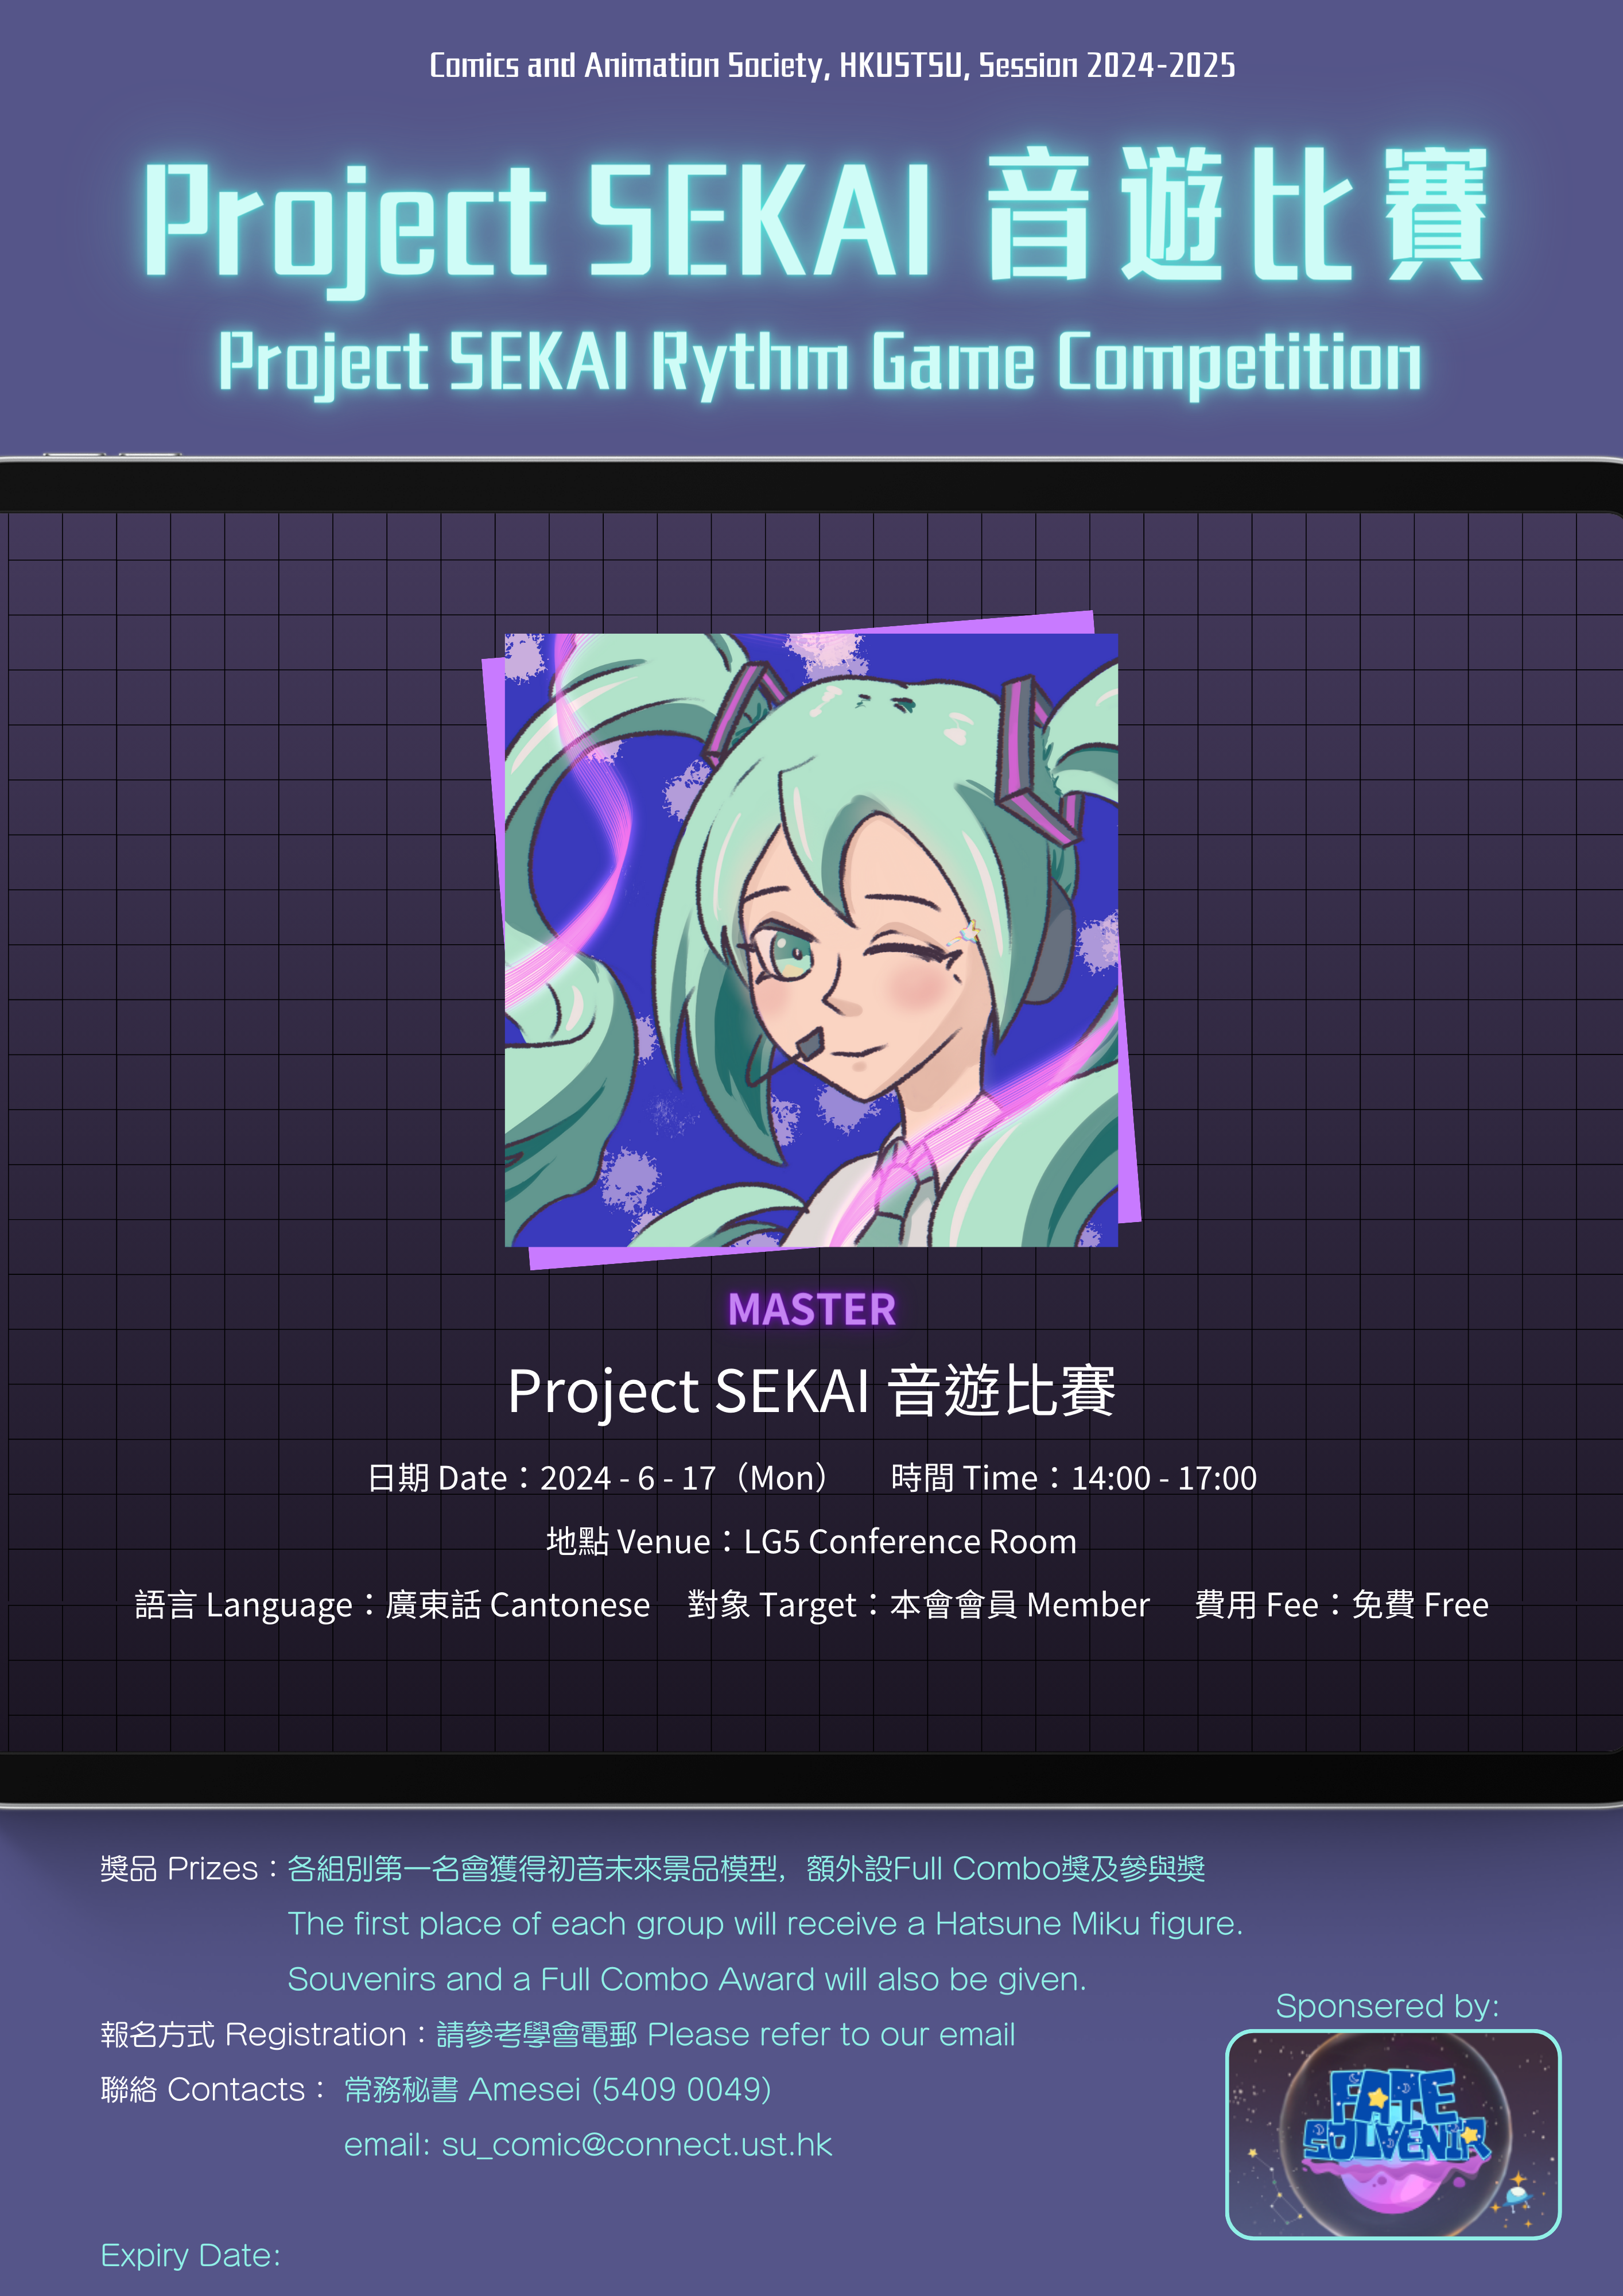 Comics and Animation Society, HKUSTSU, Session 2024-2025
Project SEKAI 音遊比賽
Project SEKAI Rythm Game Competition
MASTER
Project SEKAI 音遊比賽
日期 Date：2024 - 6 - 17（Mon） 時間 Time：14:00 - 17:00
地點 Venue：LG5 Conference Room
語言 Language：廣東話 Cantonese 對象 Target：本會會員 Member 費用 Fee：免費 Free
獎品 Prizes：各組別第一名會獲得初音未來景品模型，額外設Full Combo獎及參與獎
The first place of each group will receive a Hatsune Miku figure.
Souvenirs and a Full Combo Award will also be given.
報名方式 Registration：請參考學會電郵 Please refer to our email
聯絡 Contacts： 常務秘書 Amesei (5409 0049)
email: su_comic@connect.ust.hk
Expiry Date:
Sponsered by:
FATE
SOUVENIR